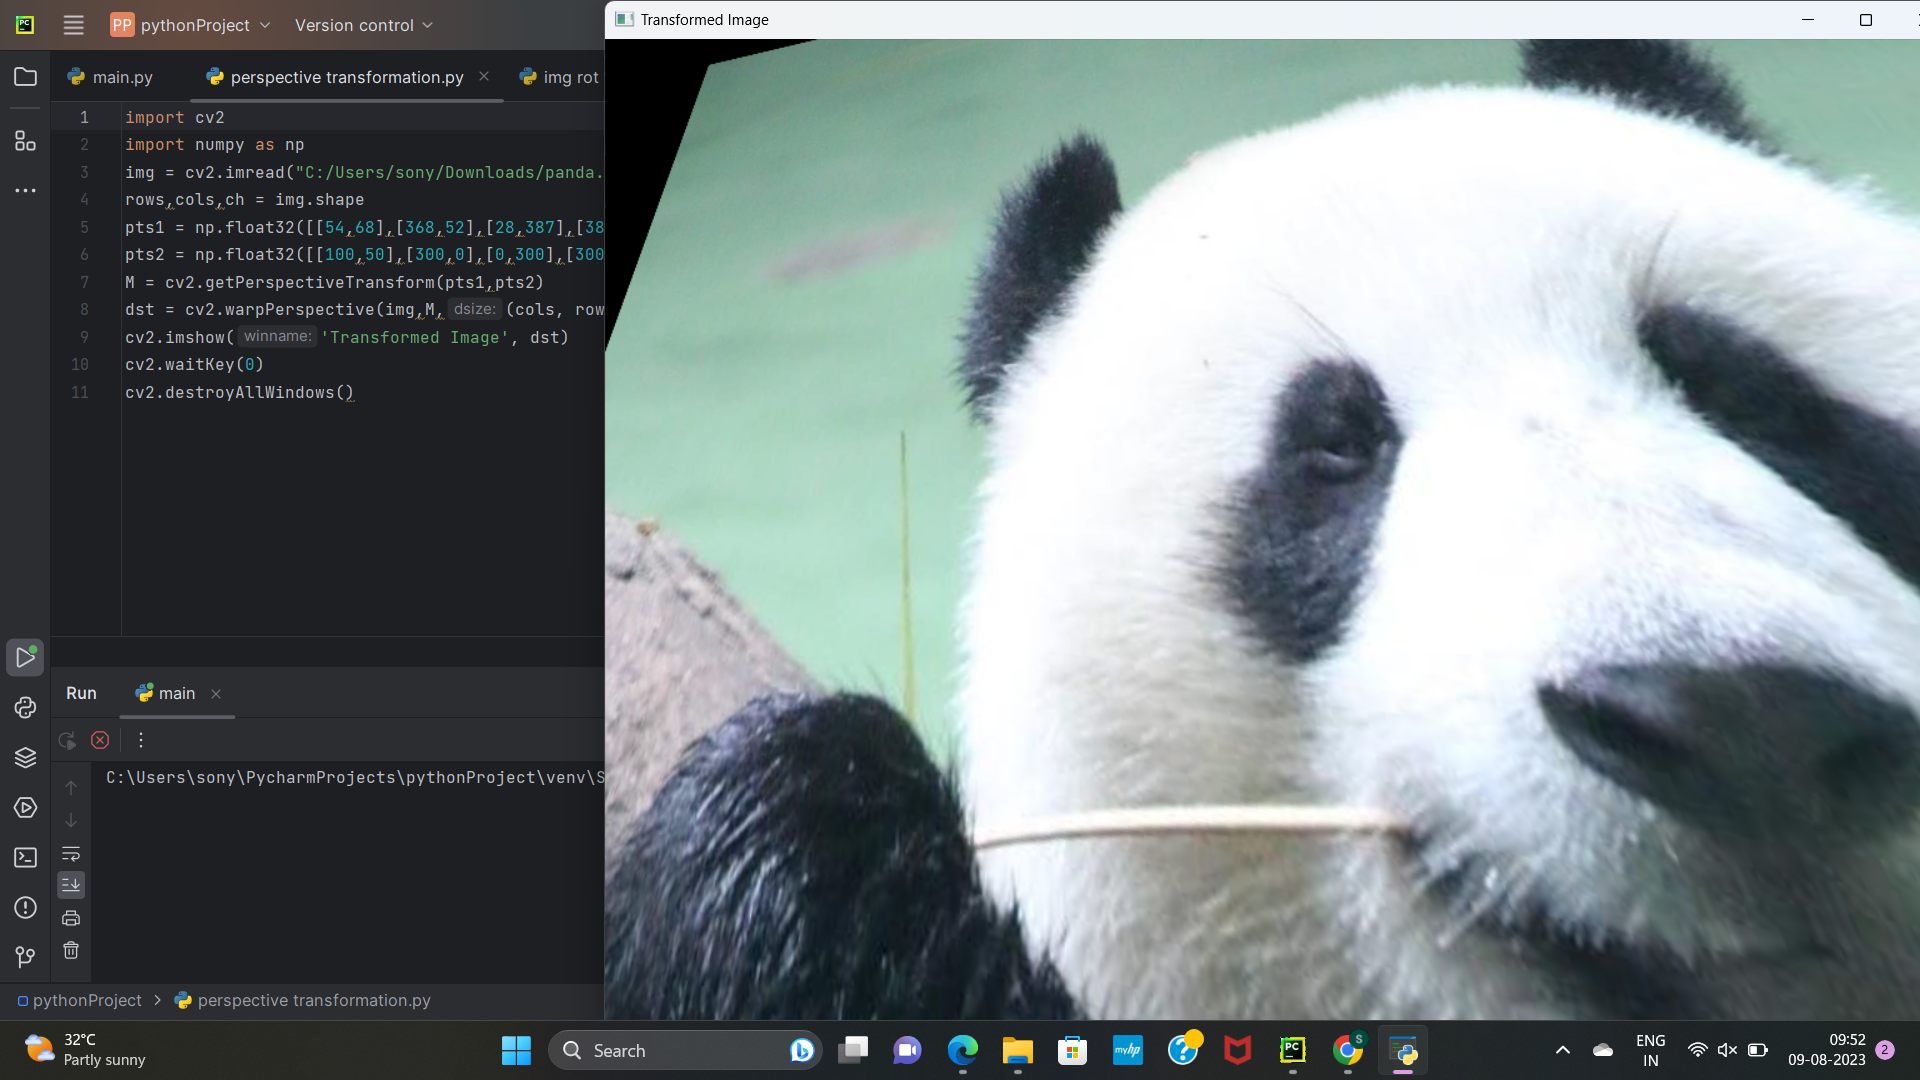 PC
PP pythonProject Version control
Transformed Image
main.py perspective transformation.py img rot
1 import cv2
2 import numpy as np
3 img = cv2.imread("C:/Users/sony/Downloads/panda.
4 rows,cols,ch = img.shape
5 pts1 = np.float32([[54,68],[368,52],[28,387],[38
6 pts2 = np.float32([[100,50],[300,0],[0,300],[300
7 M = cv2.getPerspectiveTransform(pts1,pts2)
8 dst = cv2.warpPerspective(img,M, dsize: (cols, row
9 cv2.imshow( winname: 'Transformed Image', dst)
10 cv2.waitKey(0)
11 cv2.destroyAllWindows()
Run main
C:\Users\sony\PycharmProjects\pythonProject\venv\S
pythonProject > perspective transformation.py
32°C
Partly sunny
Search
myhp
?
PC
S
ENG
IN
09:52
09-08-2023
2